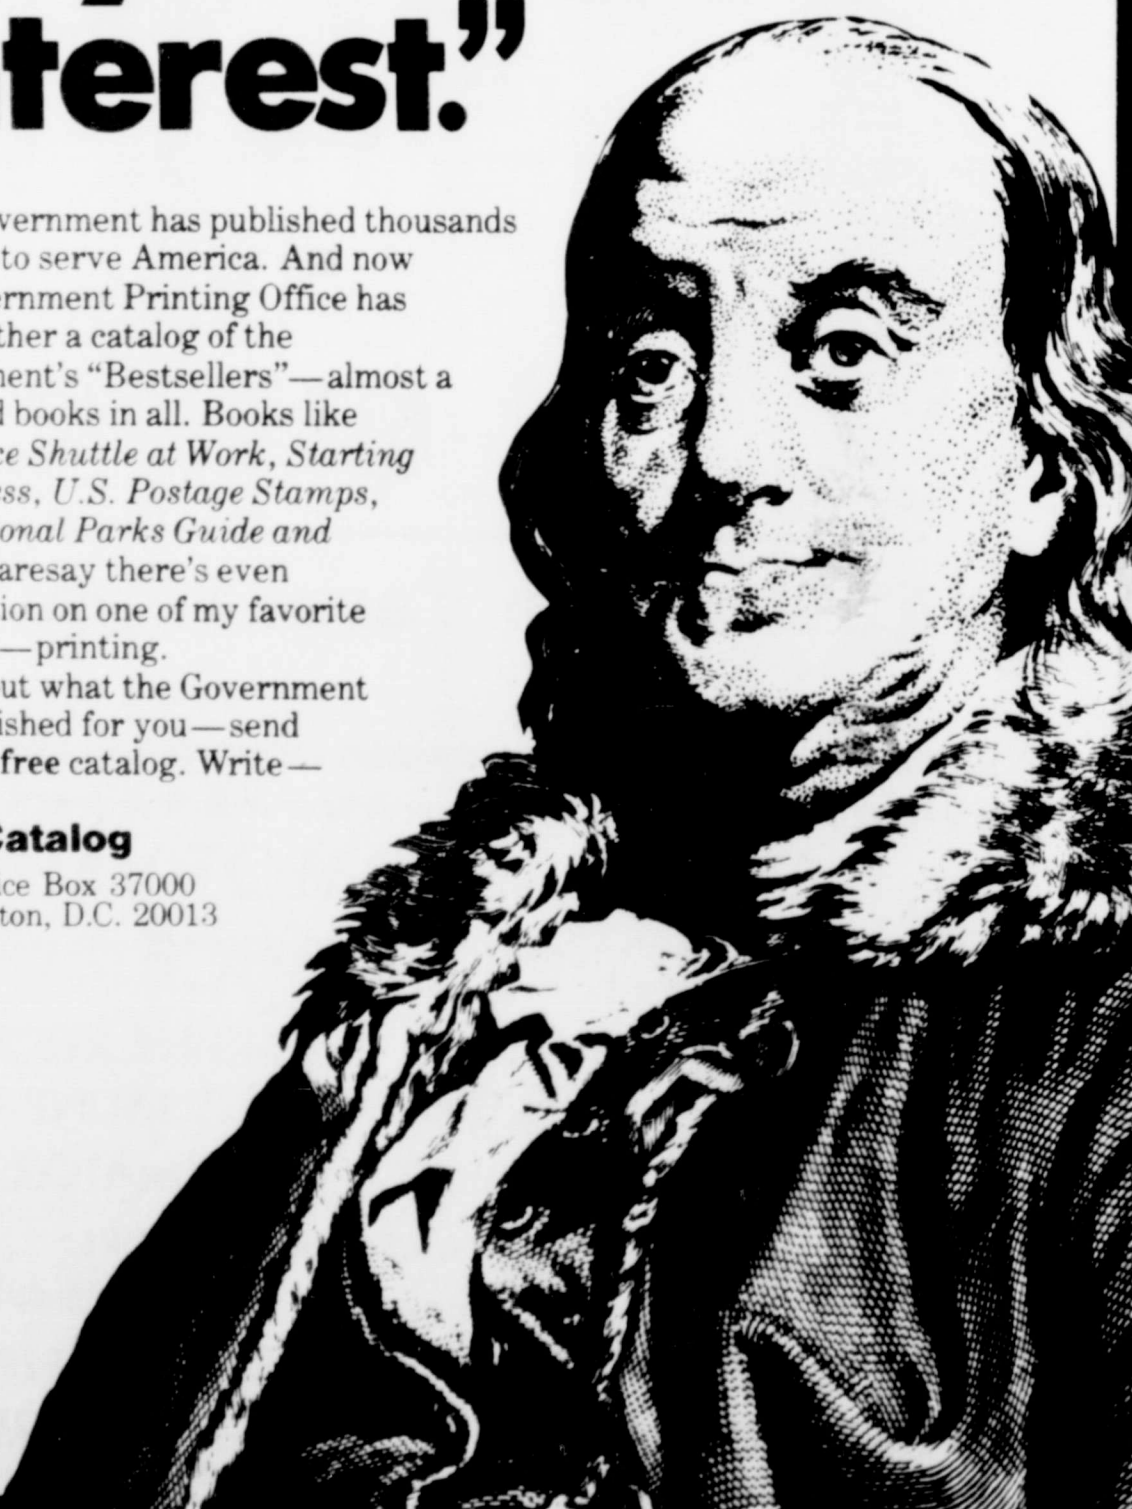 terest.”
vernment has published thousands
to serve America. And now
ernment Printing Office has
ther a catalog of the
nent's “Bestsellers”—almost a
d books in all. Books like
ce Shuttle at Work, Starting
ess, U.S. Postage Stamps,
onal Parks Guide and
aresay there's even
ion on one of my favorite
—printing.
ut what the Government
ished for you—send
free catalog. Write—
Catalog
ice Box 37000
ton, D.C. 20013